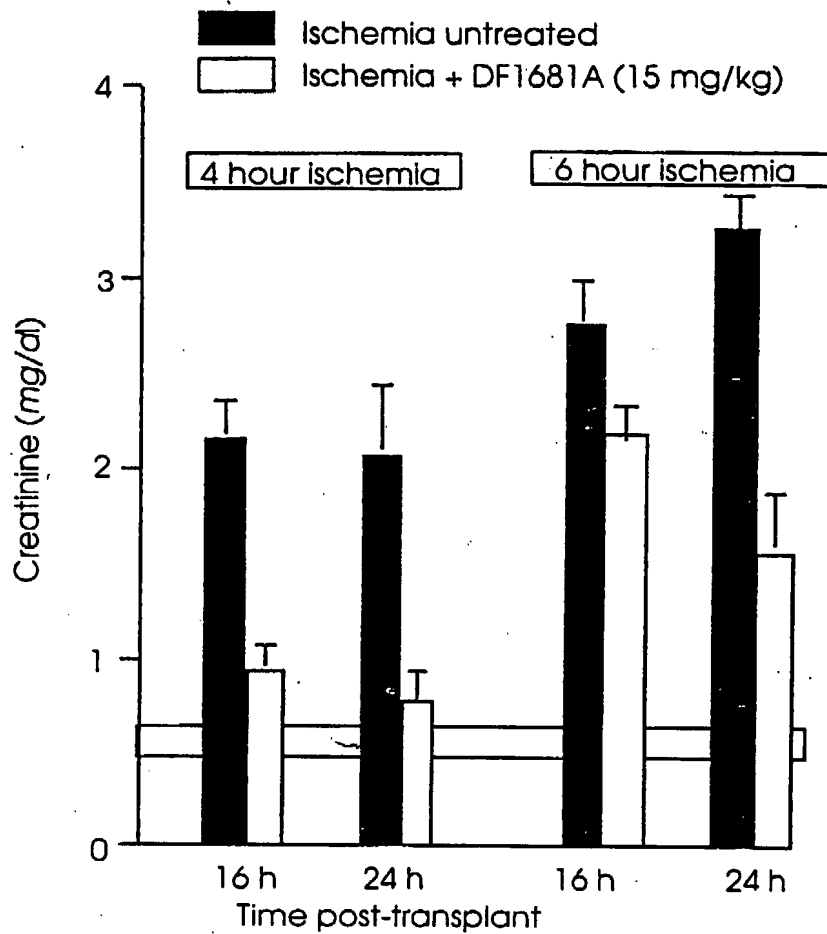 Ischemia untreated
Ischemia + DF1681A (15 mg/kg)
4
4 hour ischemia
6 hour ischemia
3
Creatinine (mg/dl)
2
1
0
16 h
24 h
16 h
24 h
Time post-transplant